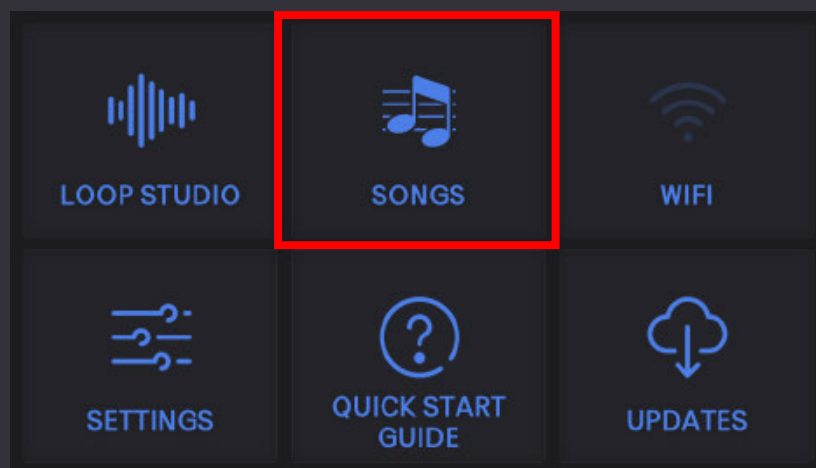 LOOP STUDIO
SONGS
WIFI
SETTINGS
QUICK START
GUIDE
UPDATES